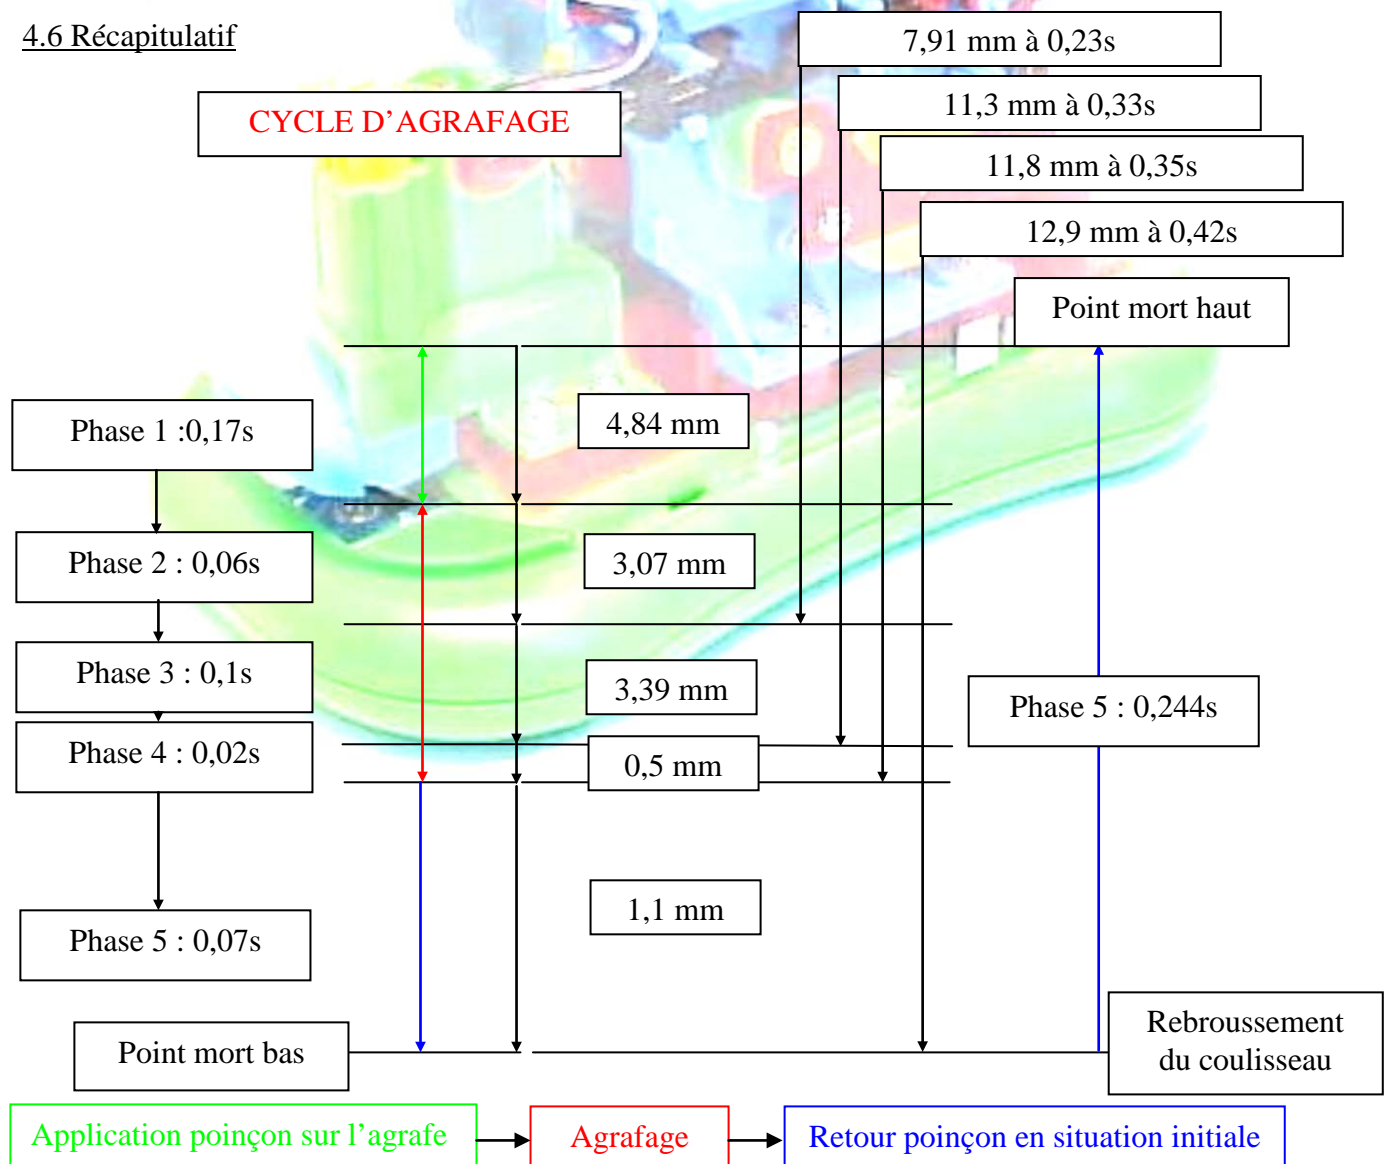 4.6 Récapitulatif
7,91 mm à 0,23s
CYCLE D’AGRAFAGE
11,3 mm à 0,33s
11,8 mm à 0,35s
12,9 mm à 0,42s
Point mort haut
Phase 1 :0,17s
4,84 mm
Phase 2 : 0,06s
3,07 mm
Phase 3 : 0,1s
3,39 mm
Phase 5 : 0,244s
Phase 4 : 0,02s
0,5 mm
1,1 mm
Phase 5 : 0,07s
Point mort bas
Rebroussement
du coulisseau
Application poinçon sur l’agrafe
Agrafage
Retour poinçon en situation initiale